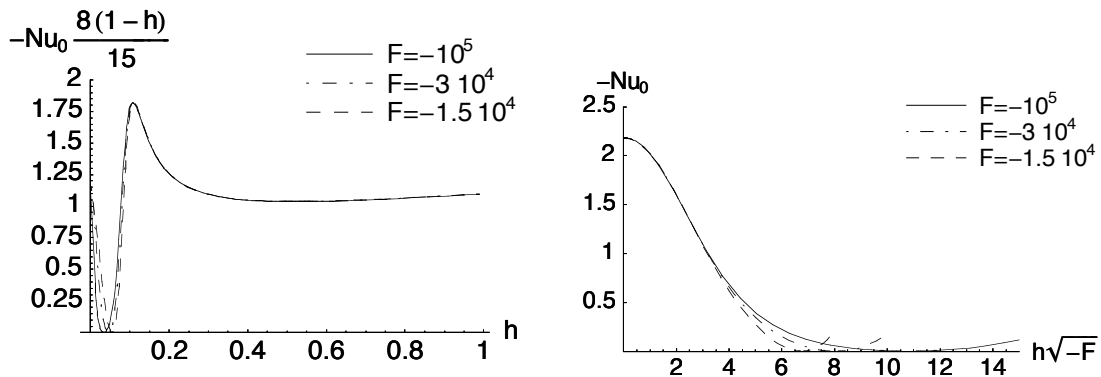 −Nu₀ 8(1−h)/15
F=−10⁵
F=−3 10⁴
F=−1.5 10⁴
2
1.75
1.5
1.25
1
0.75
0.5
0.25
0.2 0.4 0.6 0.8 1 h
−Nu₀
F=−10⁵
F=−3 10⁴
F=−1.5 10⁴
2.5
2
1.5
1
0.5
2 4 6 8 10 12 14 h√−F